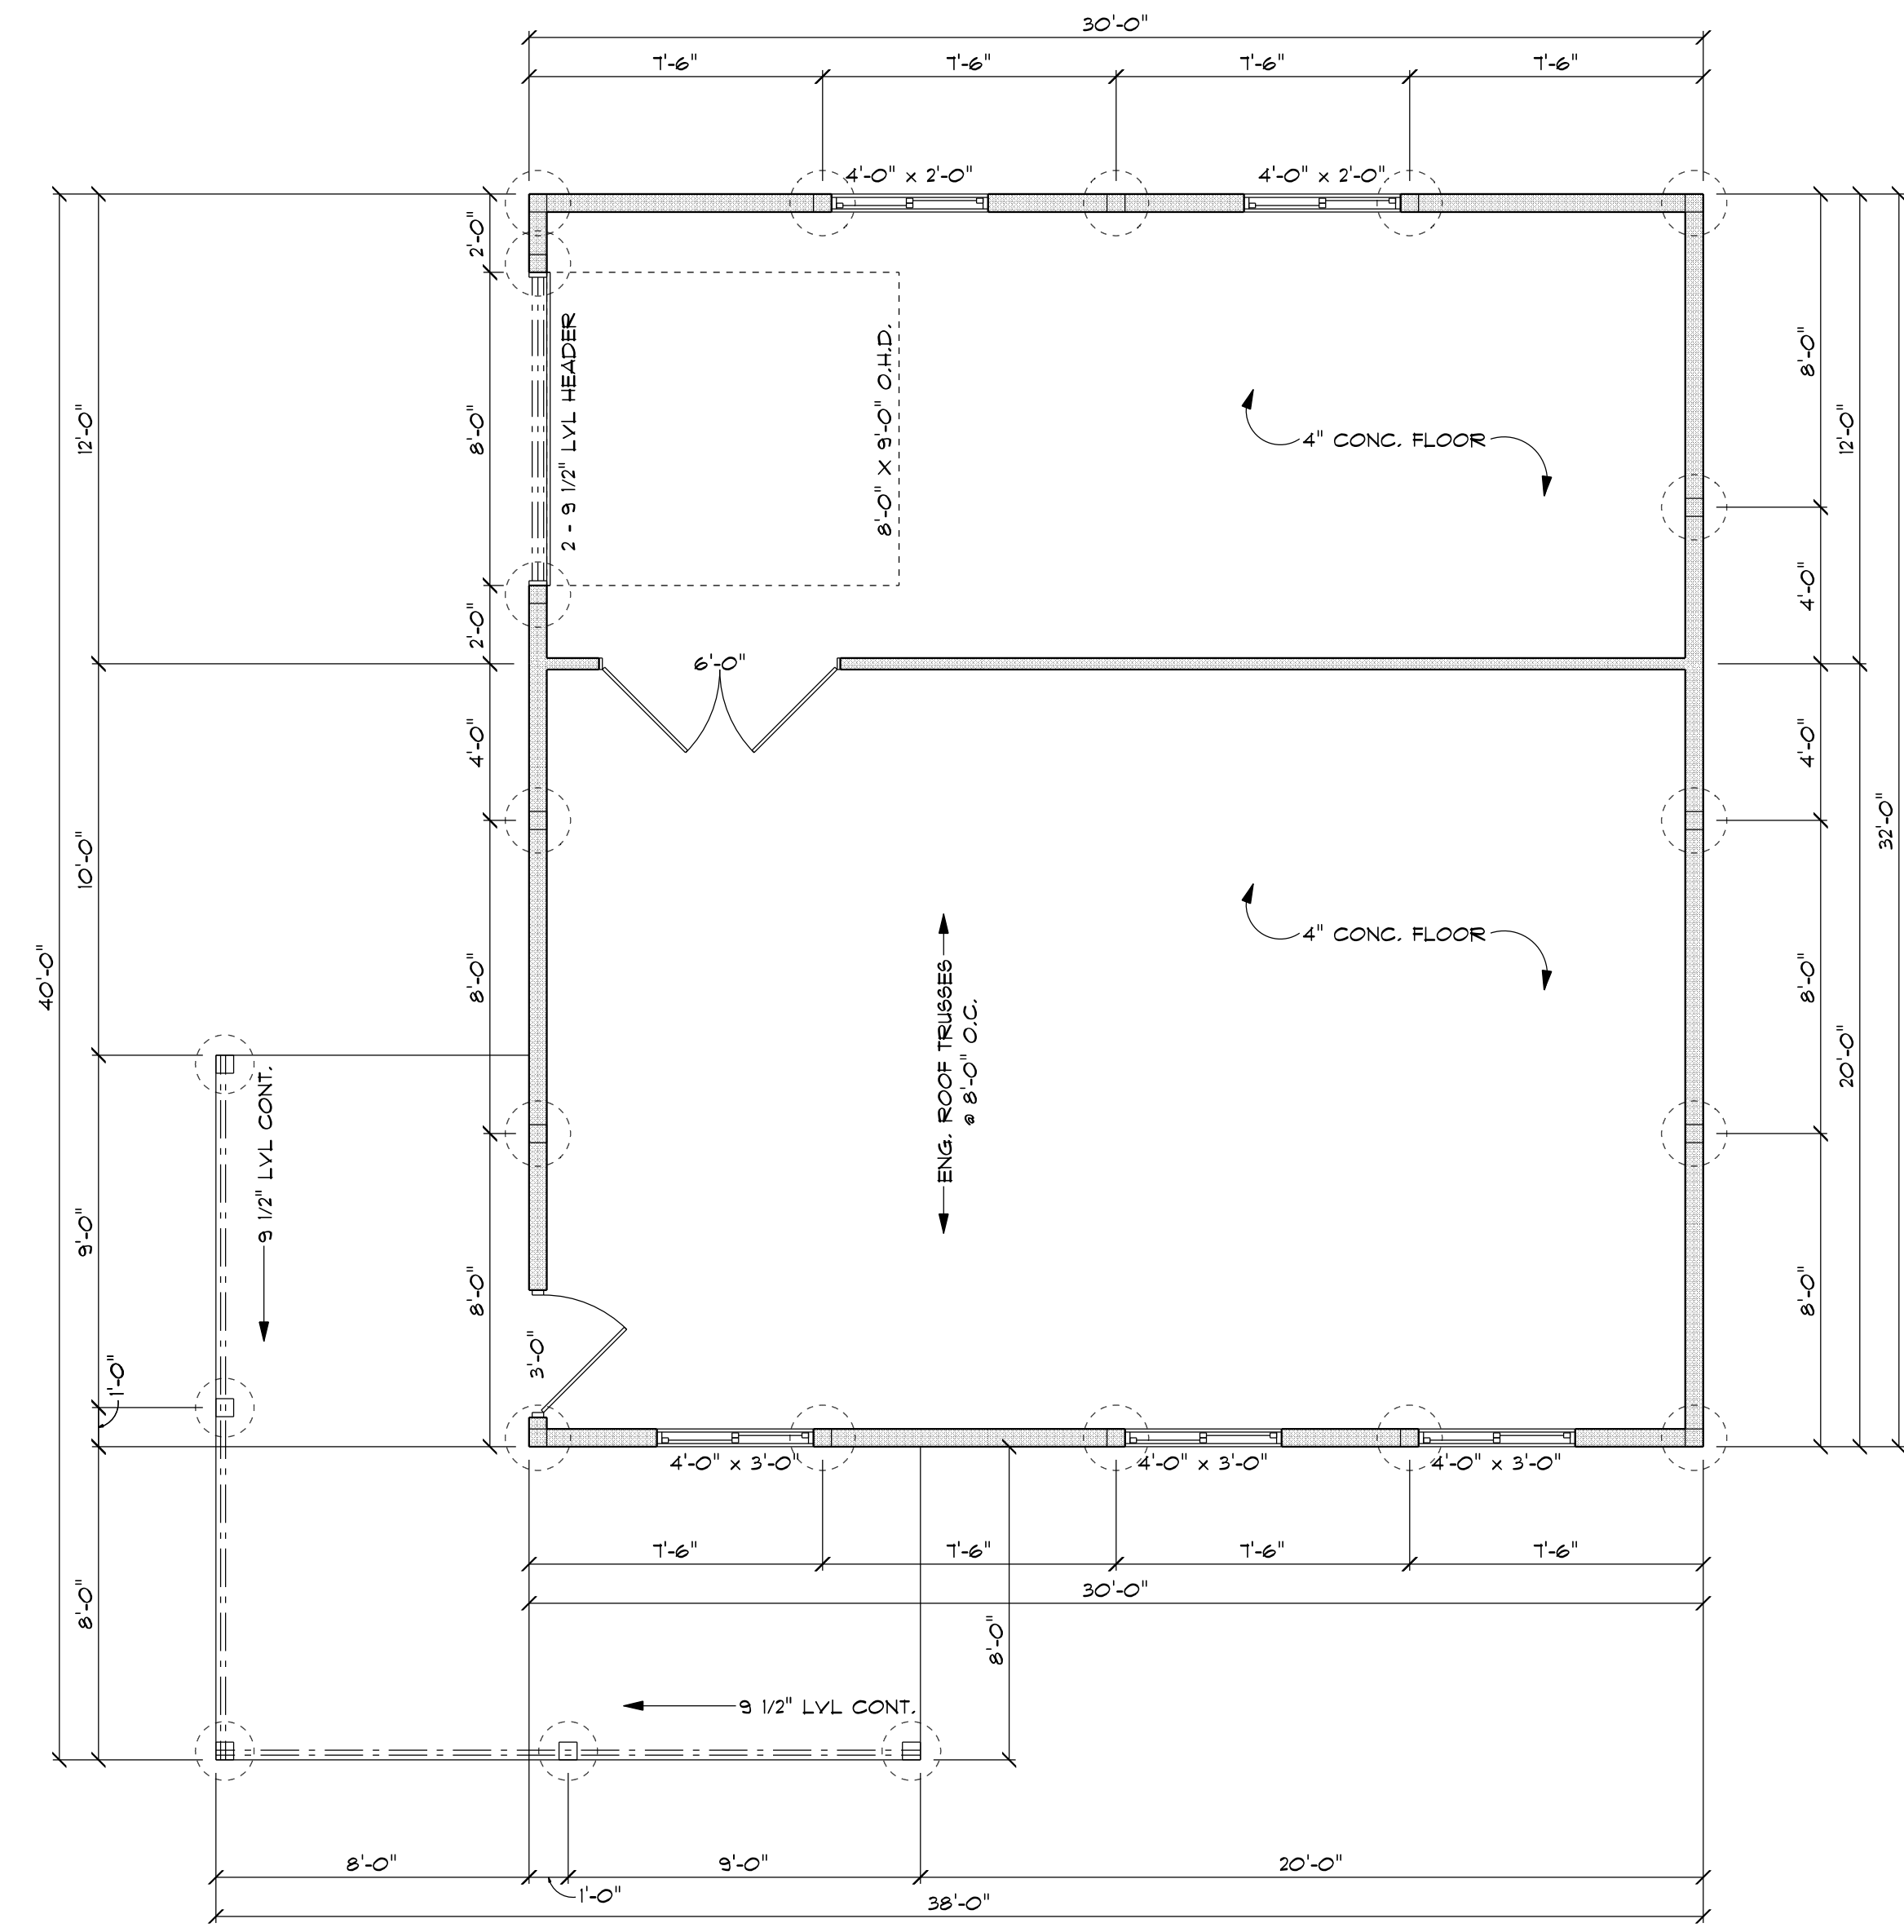 30'-0"
7'-6" 7'-6" 7'-6" 7'-6"
4'-0" x 2'-0" 4'-0" x 2'-0"
2'-0"
8'-0"
2'-0"
4'-0"
8'-0"
8'-0"
12'-0"
10'-0"
9'-0"
1'-0"
8'-0"
40'-0"
2 - 9 1/2" LVL HEADER
8'-0" X 9'-0" O.H.D.
4" CONC. FLOOR
6'-0"
4" CONC. FLOOR
ENG. ROOF TRUSSES
@ 8'-0" O.C.
8'-0"
4'-0"
4'-0"
8'-0"
8'-0"
12'-0"
20'-0"
32'-0"
9 1/2" LVL CONT.
3'-0"
4'-0" x 3'-0" 4'-0" x 3'-0" 4'-0" x 3'-0"
7'-6" 7'-6" 7'-6" 7'-6"
30'-0"
8'-0"
9 1/2" LVL CONT.
8'-0" 9'-0" 20'-0"
1'-0"
38'-0"